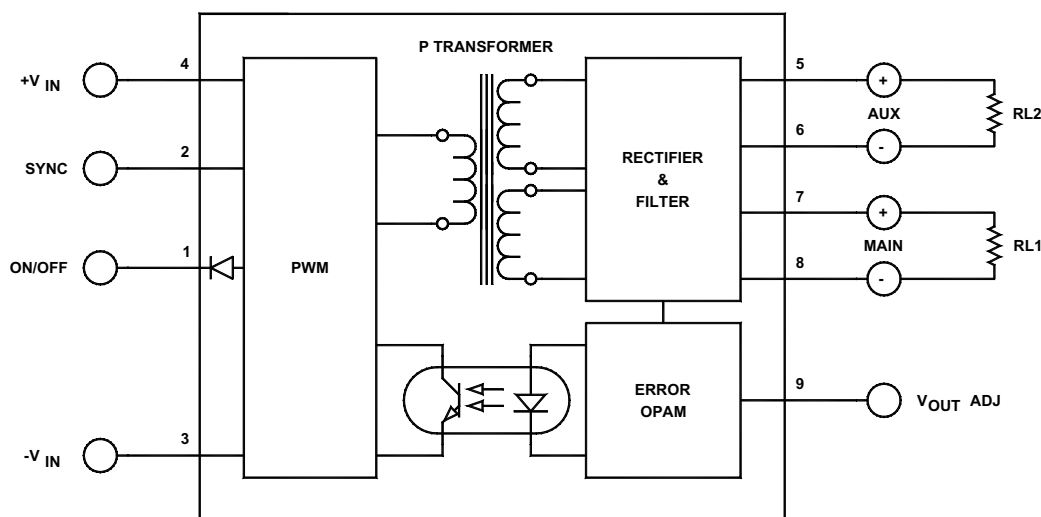 P TRANSFORMER
+V IN
4
SYNC
2
ON/OFF
1
-V IN
3
PWM
RECTIFIER
&
FILTER
ERROR
OPAM
5
+
AUX
RL2
6
-
7
+
MAIN
RL1
8
-
9
VOUT ADJ